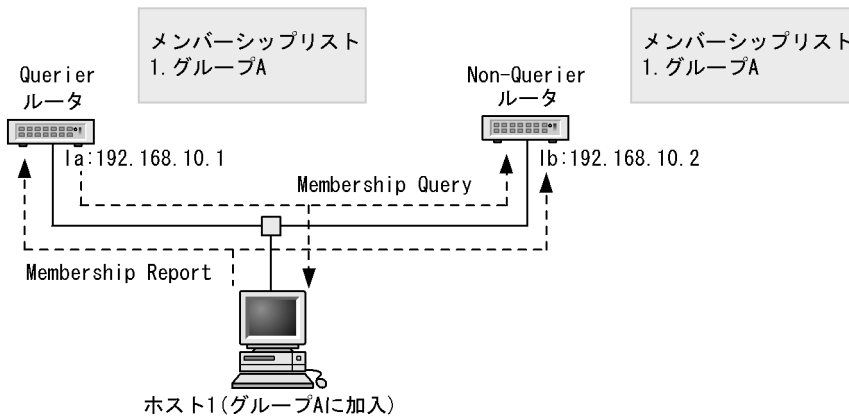 メンバーシップリスト
1.グループA
メンバーシップリスト
1.グループA
Querier
ルータ
Non-Querier
ルータ
Ia:192.168.10.1
Ib:192.168.10.2
Membership Query
Membership Report
ホスト1(グループAに加入)